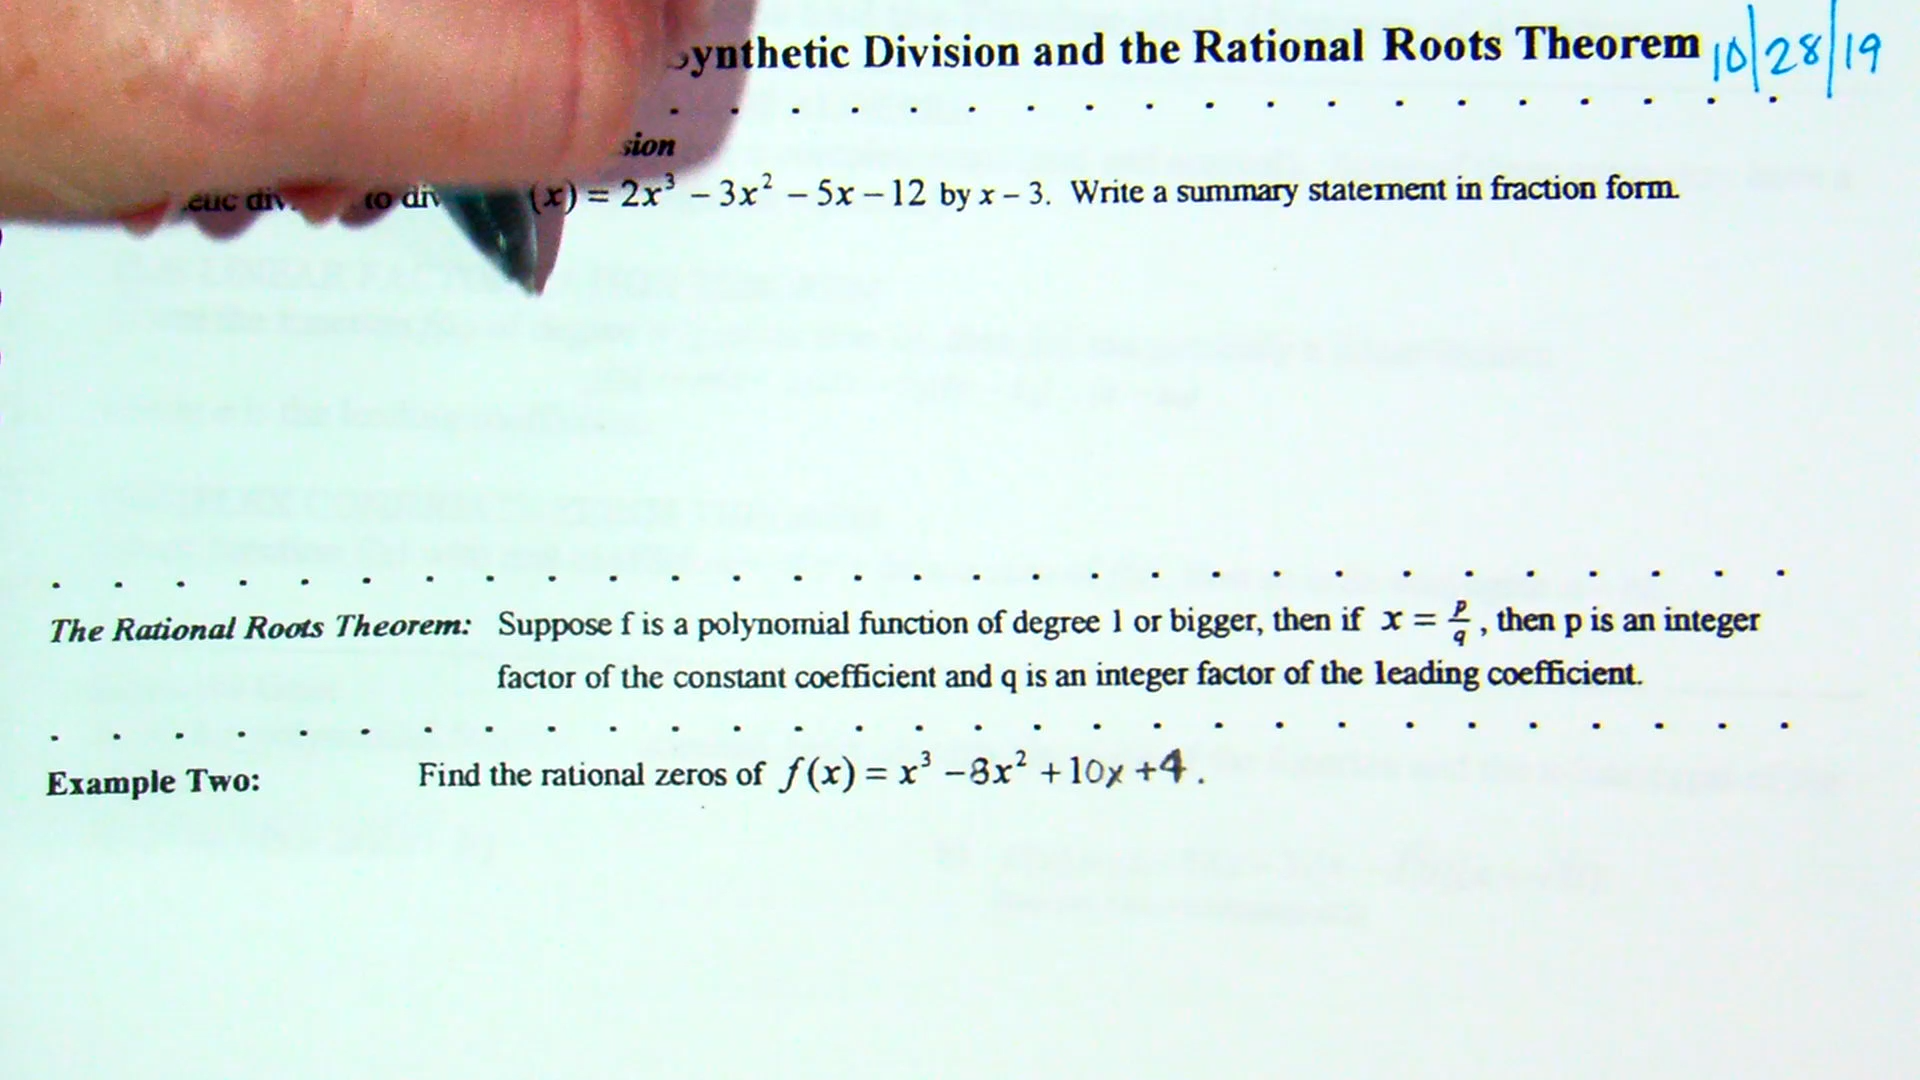 ynthetic Division and the Rational Roots Theorem 10/28/19
sion
to (x) = 2x³ − 3x² − 5x − 12 by x − 3. Write a summary statement in fraction form.
The Rational Roots Theorem: Suppose f is a polynomial function of degree 1 or bigger, then if x = p/q, then p is an integer
factor of the constant coefficient and q is an integer factor of the leading coefficient.
Example Two: Find the rational zeros of f(x) = x³ −8x² +10x +4.